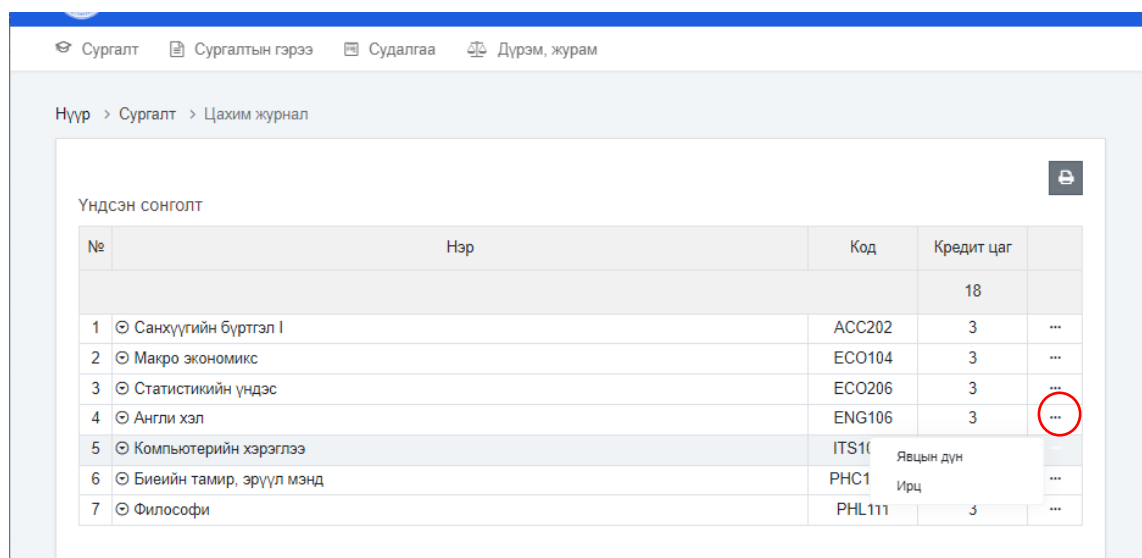 Сургалт Сургалтын гэрээ Судалгаа Дүрэм, журам
Нүүр > Сургалт > Цахим журнал
Үндсэн сонголт
№ Нэр Код Кредит цаг
18
1 Санхүүгийн бүртгэл I ACC202 3 ...
2 Макро экономикс ECO104 3 ...
3 Статистикийн үндэс ECO206 3 ...
4 Англи хэл ENG106 3 ...
5 Компьютерийн хэрэглээ
Явцын дүн
6 Биеийн тамир, эрүүл мэнд ...
Ирц
7 Философи PHL111 3 ...